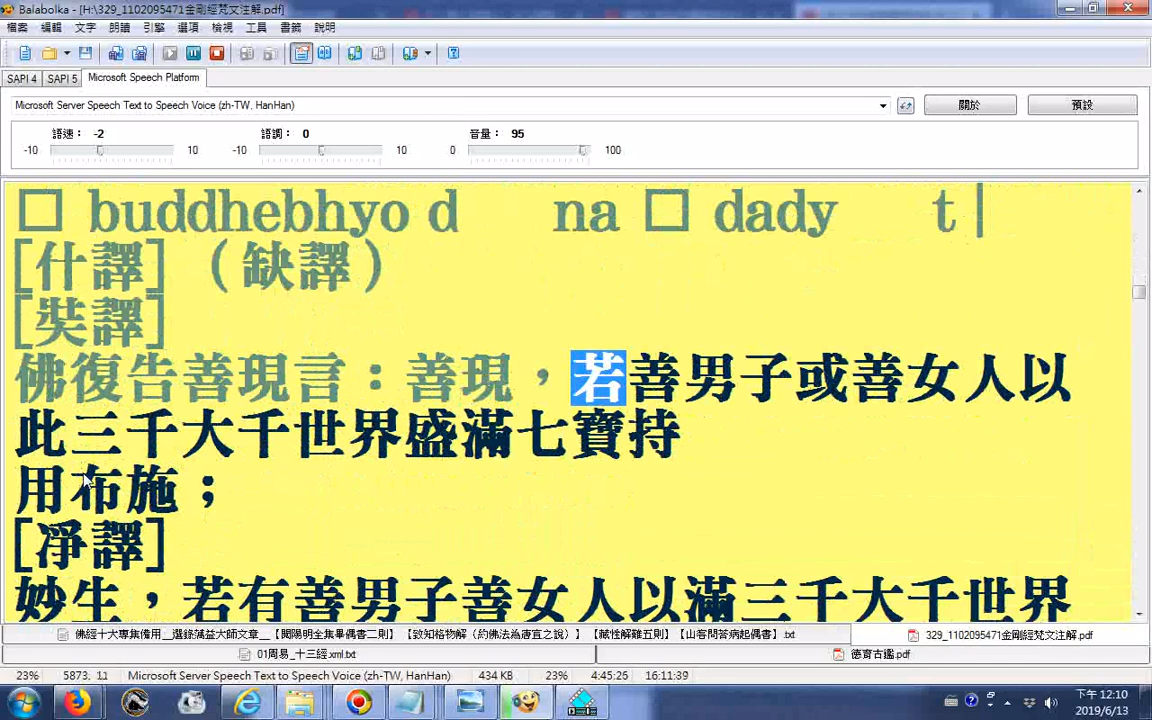 Balabolka - [H:\329_1102095471金剛經梵文注解.pdf]
檔案 編輯 文字 朗讀 引擎 選項 檢視 工具 書籤 說明
SAPI 4 SAPI 5 Microsoft Speech Platform
Microsoft Server Speech Text to Speech Voice (zh-TW, HanHan) 關於 預設
語速： -2 語調： 0 音量： 95
-10 10 -10 10 0 100
□ buddhebhyo d na □ dady t
[什譯] （缺譯）
[奘譯]
佛復告善現言：善現，若善男子或善女人以
此三千大千世界盛滿七寶持
用布施；
[淨譯]
妙生，若有善男子善女人以滿三千大千世界
329_1102095471金剛經梵文注解.pdf
01周易_十三經.xml.txt 德育古鑑.pdf
23% 5873. 11 Microsoft Server Speech Text to Speech Voice (zh-TW, HanHan) 434 KB 23% 4:45:25 16:11:39
下午 12:10
2019/6/13